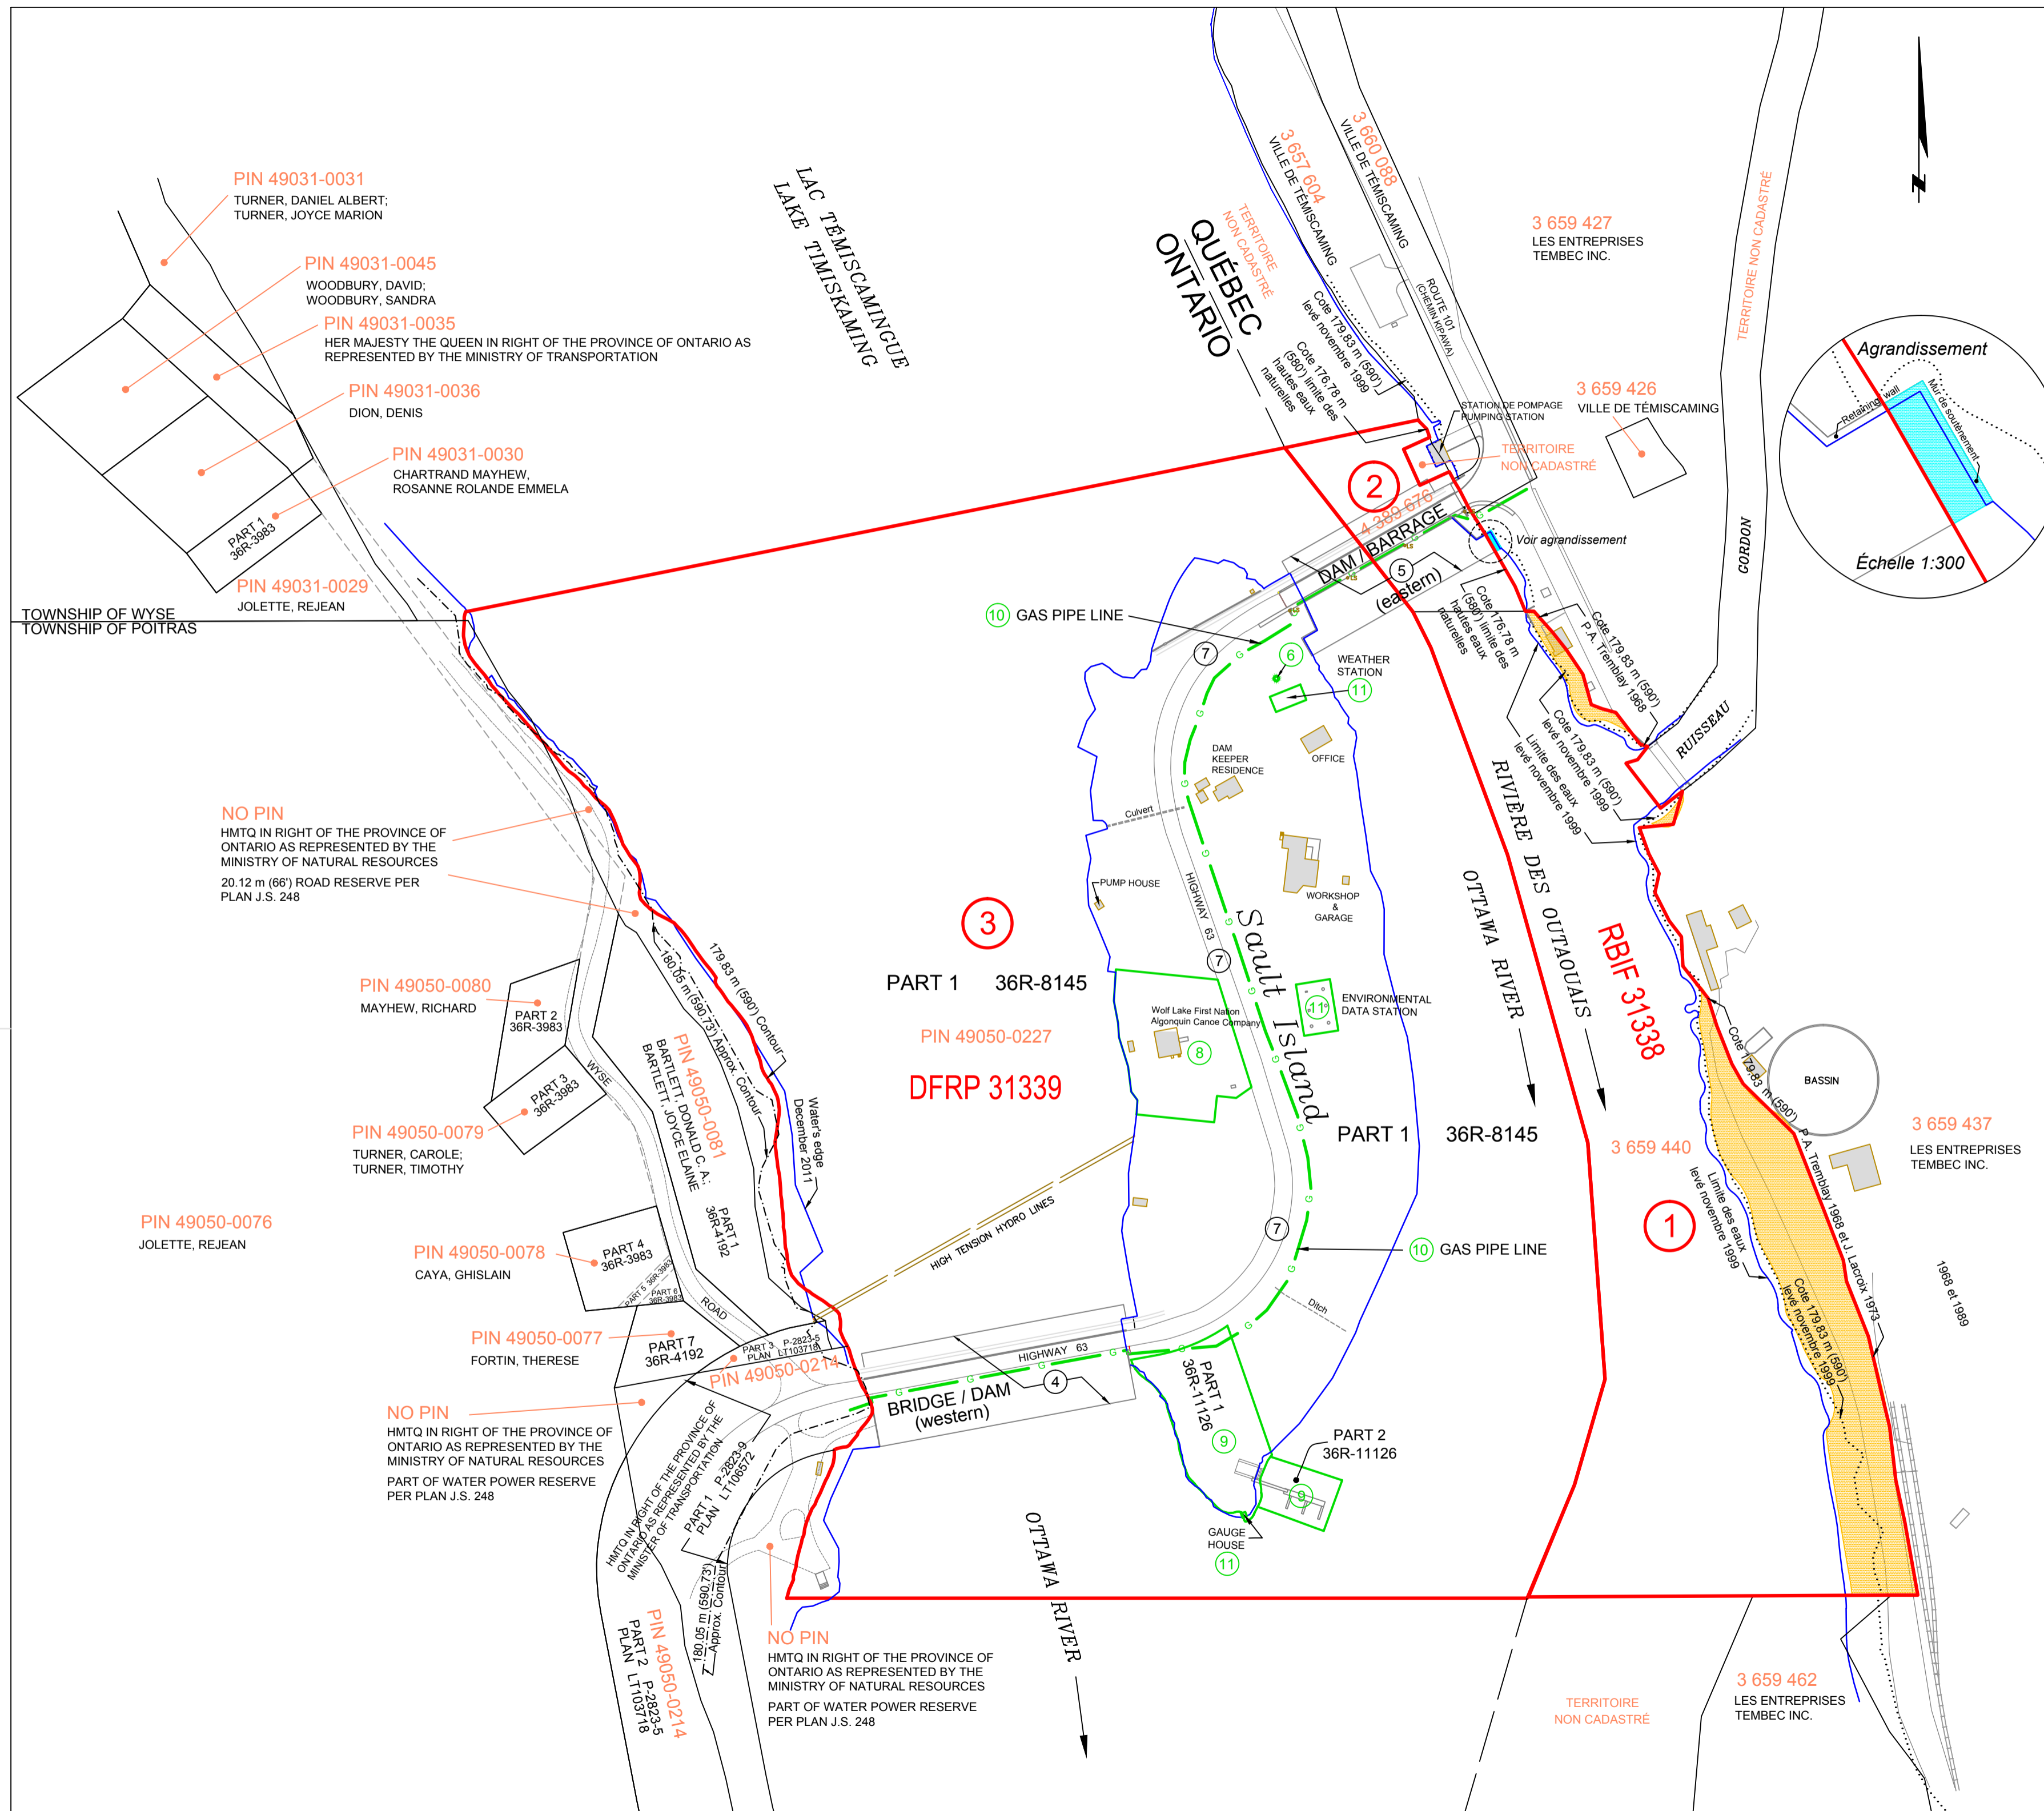 PIN 49031-0031
TURNER, DANIEL ALBERT;
TURNER, JOYCE MARION
PIN 49031-0045
WOODBURY, DAVID;
WOODBURY, SANDRA
PIN 49031-0035
HER MAJESTY THE QUEEN IN RIGHT OF THE PROVINCE OF ONTARIO AS
REPRESENTED BY THE MINISTRY OF TRANSPORTATION
PIN 49031-0036
DION, DENIS
PIN 49031-0030
CHARTRAND MAYHEW,
ROSANNE ROLANDE EMMELA
PART 1
36R-3983
PIN 49031-0029
JOLETTE, REJEAN
TOWNSHIP OF WYSE
TOWNSHIP OF POITRAS
LAC TÉMISCAMINGUE
LAKE TIMISKAMING
QUÉBEC
ONTARIO
TERRITOIRE
NON CADASTRÉ
3 657 604
VILLE DE TÉMISCAMING
3 660 088
VILLE DE TÉMISCAMING
ROUTE 101
(CHEMIN KIPAWA)
3 659 427
LES ENTREPRISES
TEMBEC INC.
TERRITOIRE NON CADASTRÉ
N
Agrandissement
Retaining wall
Mur de soutènement
Échelle 1:300
Cote 179,83 m (590')
levé novembre 1999
Cote 176,78 m
(580') limite des
hautes eaux
naturelles
STATION DE POMPAGE
PUMPING STATION
3 659 426
VILLE DE TÉMISCAMING
TERRITOIRE
NON CADASTRÉ
2
4 389 676
DAM / BARRAGE
5
(eastern)
Voir agrandissement
GORDON
RUISSEAU
Cote 176,78 m
(580') limite des
hautes eaux
naturelles
Cote 179,83 m (590')
P.A. Tremblay 1968
Cote 179,83 m (590')
levé novembre 1999
Limite des eaux
levé novembre 1999
10 GAS PIPE LINE
7
6
WEATHER
STATION
11
DAM
KEEPER
RESIDENCE
OFFICE
Culvert
PUMP HOUSE
HIGHWAY 63
WORKSHOP
&
GARAGE
7
Sault Island
RIVIÈRE DES OUTAOUAIS
OTTAWA RIVER
RBIF 31338
NO PIN
HMTQ IN RIGHT OF THE PROVINCE OF
ONTARIO AS REPRESENTED BY THE
MINISTRY OF NATURAL RESOURCES
20.12 m (66') ROAD RESERVE PER
PLAN J.S. 248
3
PART 1 36R-8145
PIN 49050-0227
DFRP 31339
Wolf Lake First Nation
Algonquin Canoe Company
8
11
ENVIRONMENTAL
DATA STATION
PART 1 36R-8145
PIN 49050-0080
MAYHEW, RICHARD
PART 2
36R-3983
PART 3
36R-3983
WYSE
PIN 49050-0079
TURNER, CAROLE;
TURNER, TIMOTHY
PIN 49050-0081
BARTLETT, DONALD C. A.;
BARTLETT, JOYCE ELAINE
PART 1
36R-4192
180.05 m(590.73') Approx. Contour
179.83 m (590') Contour
Water's edge
December 2011
Cote 179,83 m (590') P.A. Tremblay 1968 et J. Lacroix 1973
BASSIN
3 659 437
LES ENTREPRISES
TEMBEC INC.
3 659 440
1
Limite des eaux
levé novembre 1999
Cote 179,83 m (590')
levé novembre 1999
1968 et 1989
PIN 49050-0076
JOLETTE, REJEAN
PIN 49050-0078
CAYA, GHISLAIN
PART 4
36R-3983
PART 5 36R-3983
PART 6
36R-3983
ROAD
HIGH TENSION HYDRO LINES
7
10 GAS PIPE LINE
Ditch
PIN 49050-0077
FORTIN, THERESE
PART 7
36R-4192
PART 3 P-2823-5
PLAN LT103718
PIN 49050-0214
HIGHWAY 63
4
BRIDGE / DAM
(western)
PART 1
36R-11126
9
PART 2
36R-11126
9
GAUGE
HOUSE
11
NO PIN
HMTQ IN RIGHT OF THE PROVINCE OF
ONTARIO AS REPRESENTED BY THE
MINISTRY OF NATURAL RESOURCES
PART OF WATER POWER RESERVE
PER PLAN J.S. 248
HMTQ IN RIGHT OF THE PROVINCE OF
ONTARIO AS REPRESENTED BY THE
MINISTER OF TRANSPORTATION
PART 1 P-2823-9
PLAN LT106572
180.05 m (590.73')
Approx. Contour
PIN 49050-0214
PART 2 P-2823-5
PLAN LT103718
NO PIN
HMTQ IN RIGHT OF THE PROVINCE OF
ONTARIO AS REPRESENTED BY THE
MINISTRY OF NATURAL RESOURCES
PART OF WATER POWER RESERVE
PER PLAN J.S. 248
OTTAWA RIVER
TERRITOIRE
NON CADASTRÉ
3 659 462
LES ENTREPRISES
TEMBEC INC.